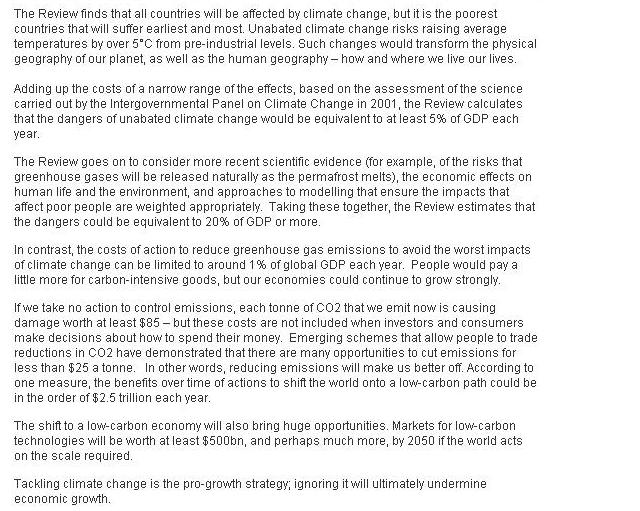 The Review finds that all countries will be affected by climate change, but it is the poorest
countries that will suffer earliest and most. Unabated climate change risks raising average
temperatures by over 5°C from pre-industrial levels. Such changes would transform the physical
geography of our planet, as well as the human geography – how and where we live our lives.

Adding up the costs of a narrow range of the effects, based on the assessment of the science
carried out by the Intergovernmental Panel on Climate Change in 2001, the Review calculates
that the dangers of unabated climate change would be equivalent to at least 5% of GDP each
year.

The Review goes on to consider more recent scientific evidence (for example, of the risks that
greenhouse gases will be released naturally as the permafrost melts), the economic effects on
human life and the environment, and approaches to modelling that ensure the impacts that
affect poor people are weighted appropriately. Taking these together, the Review estimates that
the dangers could be equivalent to 20% of GDP or more.

In contrast, the costs of action to reduce greenhouse gas emissions to avoid the worst impacts
of climate change can be limited to around 1% of global GDP each year. People would pay a
little more for carbon-intensive goods, but our economies could continue to grow strongly.

If we take no action to control emissions, each tonne of CO2 that we emit now is causing
damage worth at least $85 – but these costs are not included when investors and consumers
make decisions about how to spend their money. Emerging schemes that allow people to trade
reductions in CO2 have demonstrated that there are many opportunities to cut emissions for
less than $25 a tonne. In other words, reducing emissions will make us better off. According to
one measure, the benefits over time of actions to shift the world onto a low-carbon path could be
in the order of $2.5 trillion each year.

The shift to a low-carbon economy will also bring huge opportunities. Markets for low-carbon
technologies will be worth at least $500bn, and perhaps much more, by 2050 if the world acts
on the scale required.

Tackling climate change is the pro-growth strategy; ignoring it will ultimately undermine
economic growth.